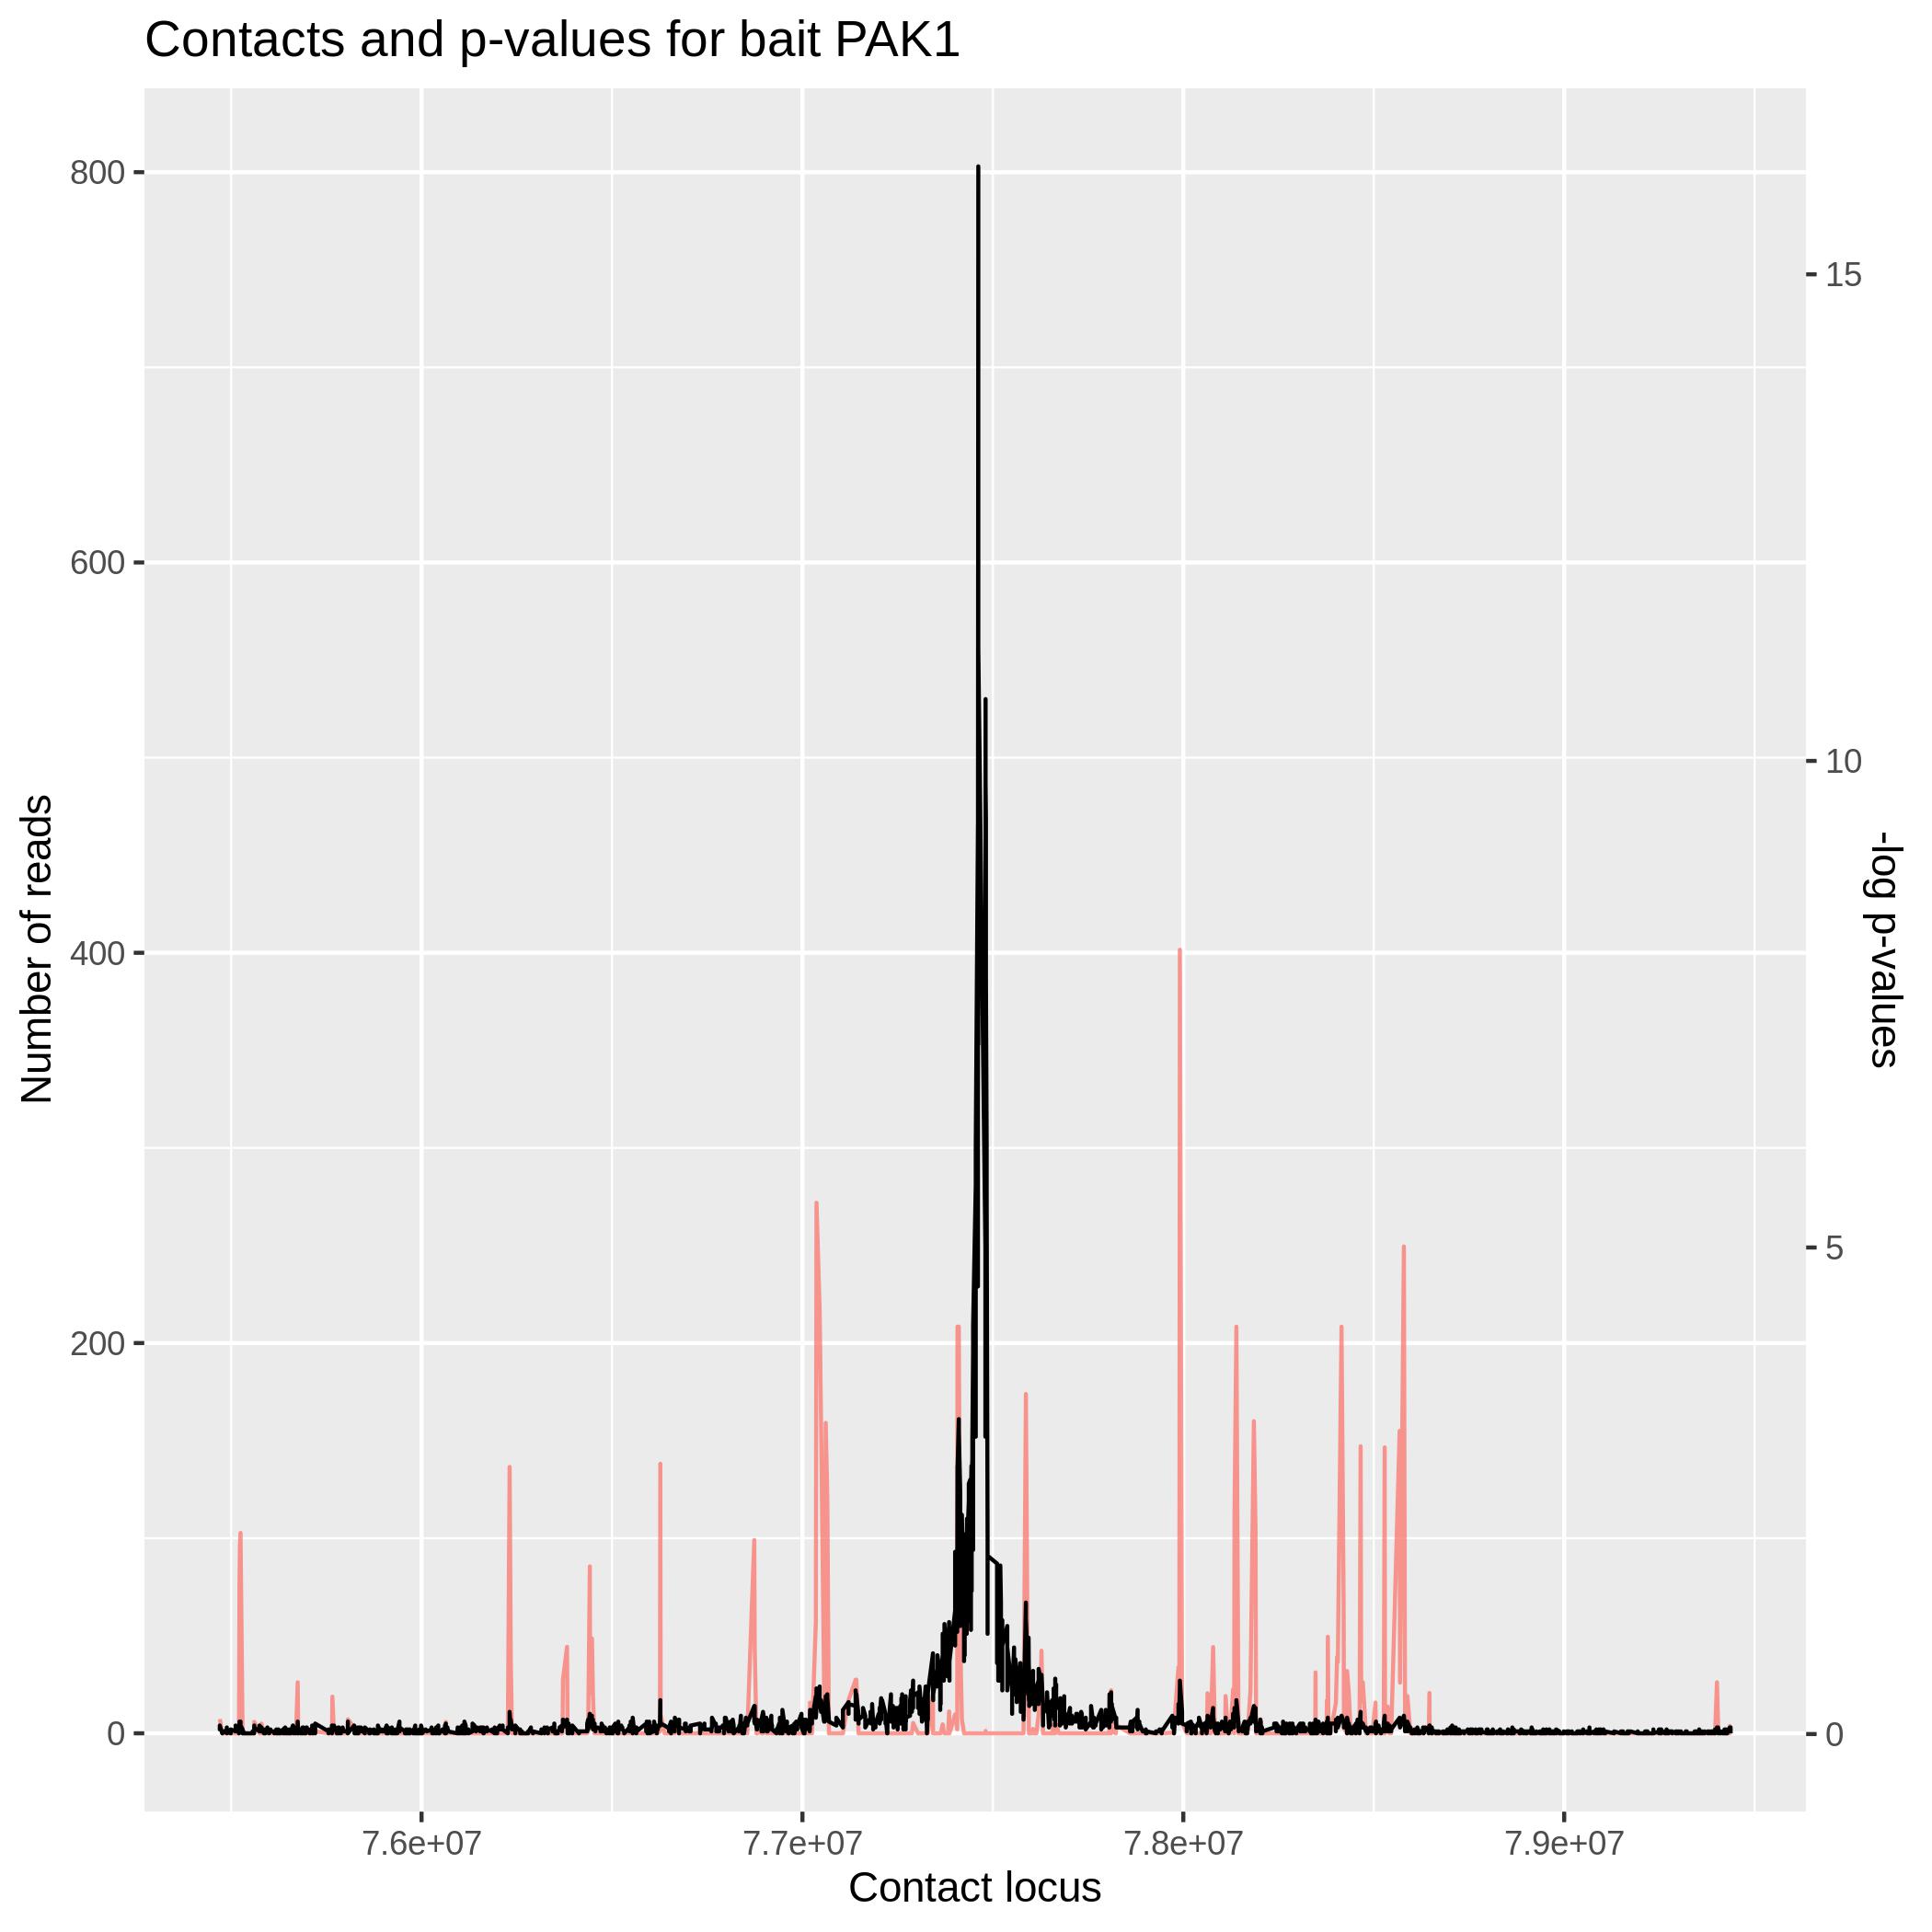 Contacts and p-values for bait PAK1
800
600
400
200
0
Number of reads
15
10
5
0
-log p-values
7.6e+07
7.7e+07
7.8e+07
7.9e+07
Contact locus